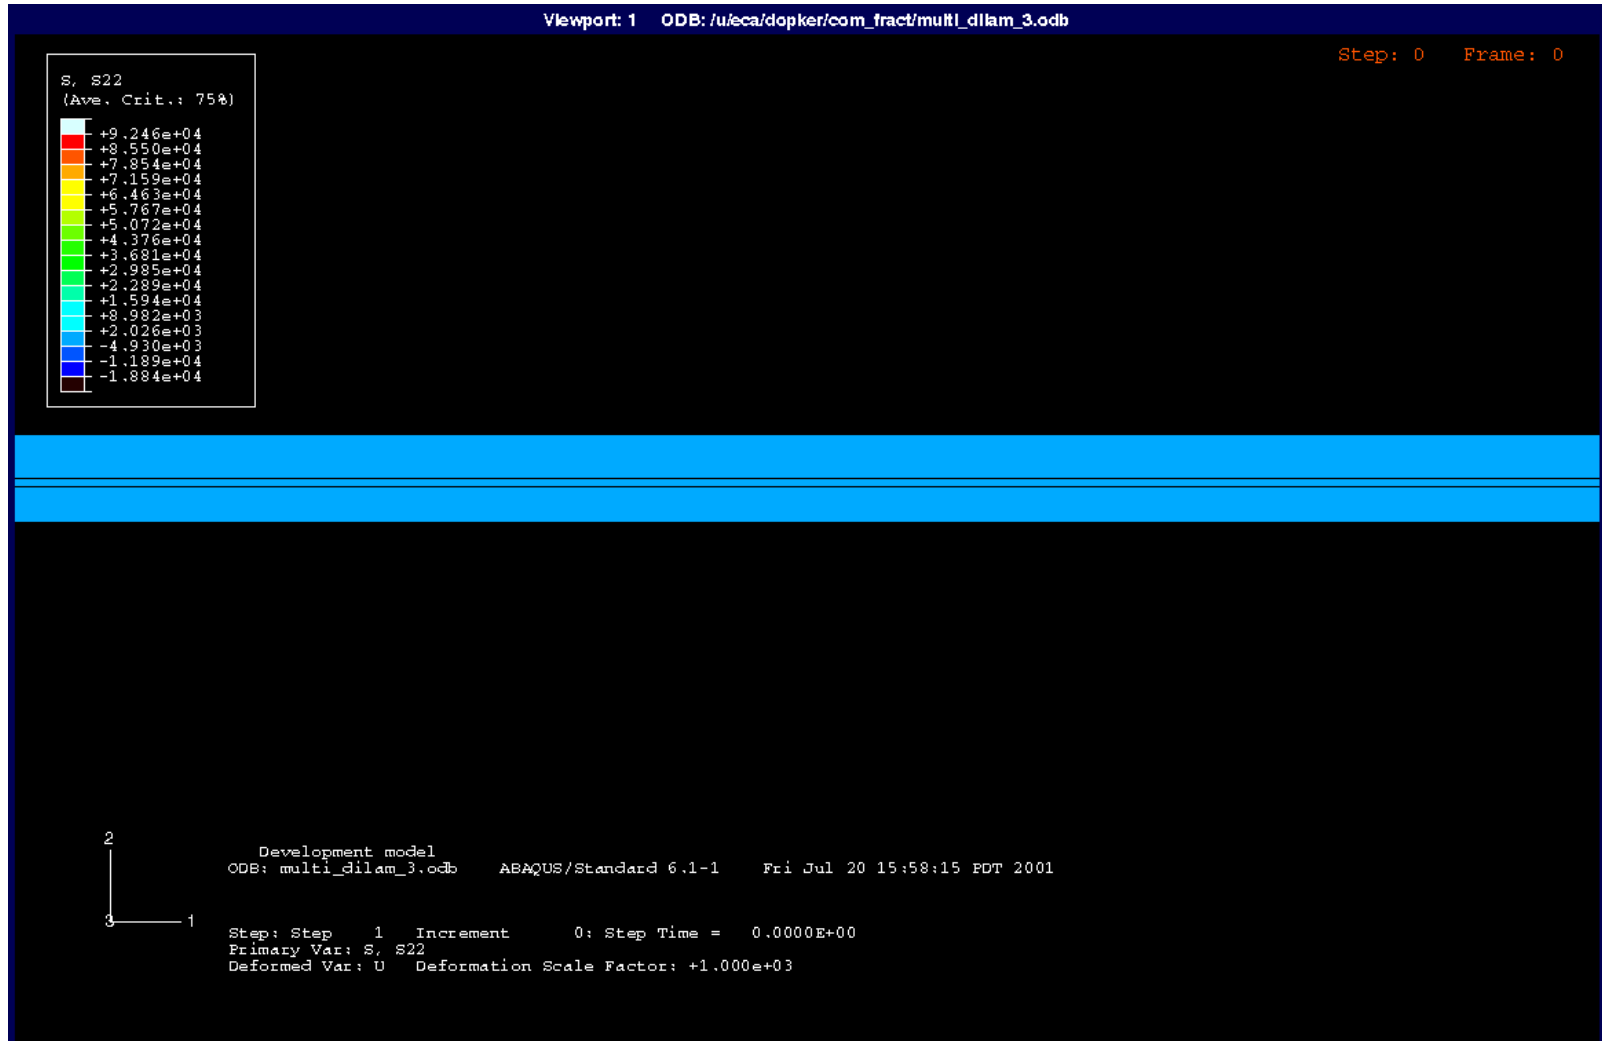 Viewport: 1 ODB: /u/eca/dopker/com_fract/multi_dilam_3.odb
Step: 0 Frame: 0
S, S22
(Ave. Crit.: 75%)
+9.246e+04
+8.550e+04
+7.854e+04
+7.159e+04
+6.463e+04
+5.767e+04
+5.072e+04
+4.376e+04
+3.681e+04
+2.985e+04
+2.289e+04
+1.594e+04
+8.982e+03
+2.026e+03
-4.930e+03
-1.189e+04
-1.884e+04
2
3
1
Development model
ODB: multi_dilam_3.odb ABAQUS/Standard 6.1-1 Fri Jul 20 15:58:15 PDT 2001
Step: Step 1 Increment 0: Step Time = 0.0000E+00
Primary Var: S, S22
Deformed Var: U Deformation Scale Factor: +1.000e+03